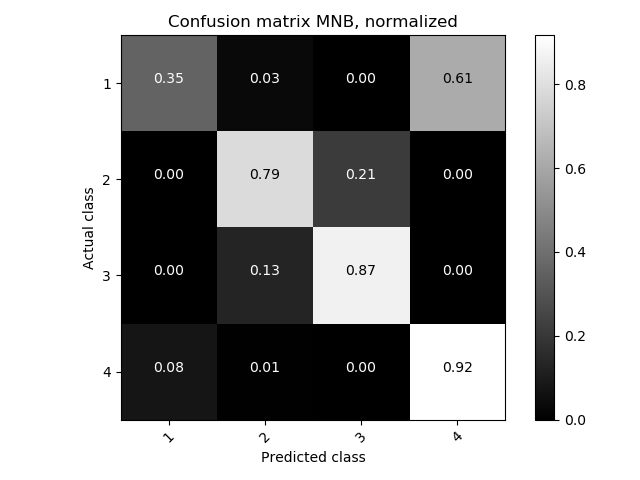 Confusion matrix MNB, normalized
1 0.35 0.03 0.00 0.61
2 0.00 0.79 0.21 0.00
3 0.00 0.13 0.87 0.00
4 0.08 0.01 0.00 0.92
1 2 3 4
Predicted class
Actual class
0.8
0.6
0.4
0.2
0.0